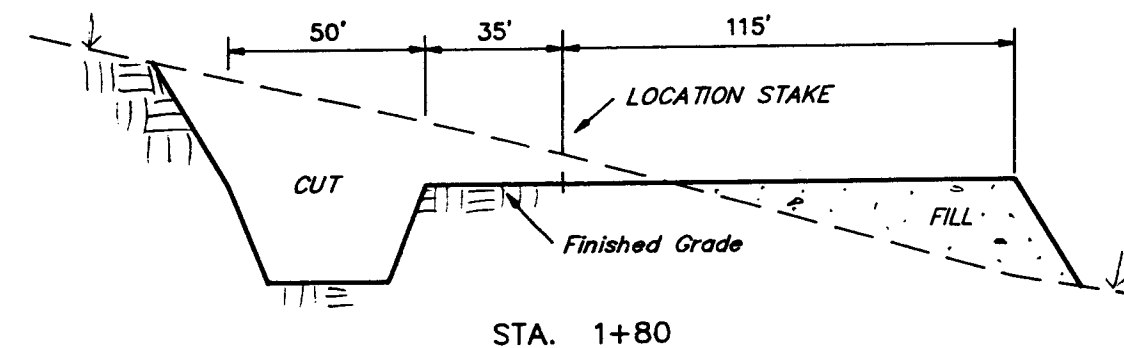 50' 35' 115'
LOCATION STAKE
CUT
FILL
Finished Grade
STA. 1+80